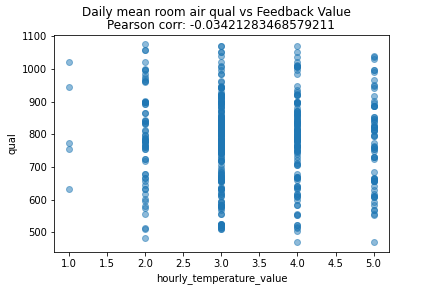 Daily mean room air qual vs Feedback Value
Pearson corr: -0.03421283468579211
1100
1000
900
800
700
600
500
qual
1.0 1.5 2.0 2.5 3.0 3.5 4.0 4.5 5.0
hourly_temperature_value